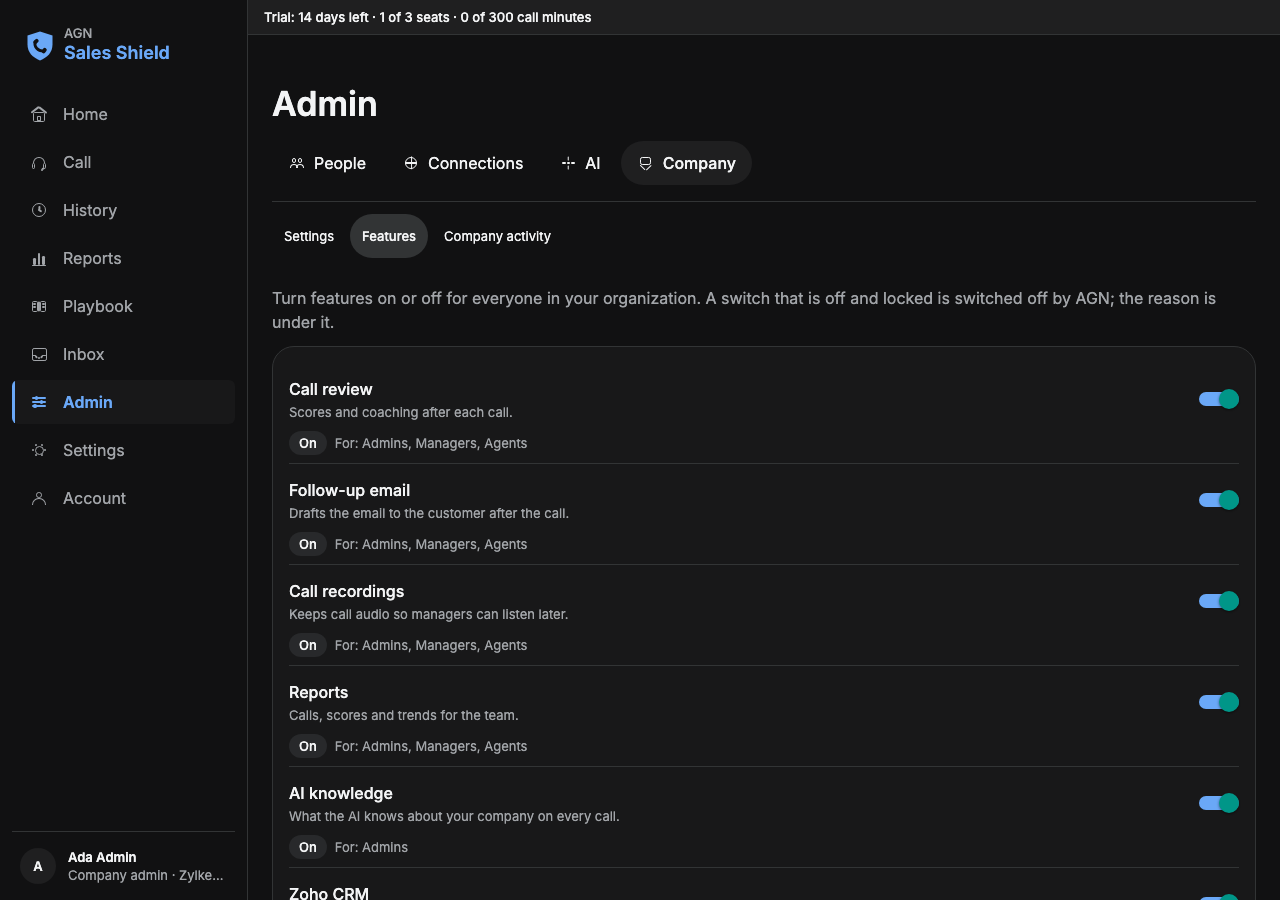 Trial: 14 days left · 1 of 3 seats · 0 of 300 call minutes
AGN
Sales Shield
Home
Call
History
Reports
Playbook
Inbox
Admin
Settings
Account
A
Ada Admin
Company admin · Zylke...
Admin
People
Connections
AI
Company
Settings
Features
Company activity
Turn features on or off for everyone in your organization. A switch that is off and locked is switched off by AGN; the reason is
under it.
Call review
Scores and coaching after each call.
On For: Admins, Managers, Agents
Follow-up email
Drafts the email to the customer after the call.
On For: Admins, Managers, Agents
Call recordings
Keeps call audio so managers can listen later.
On For: Admins, Managers, Agents
Reports
Calls, scores and trends for the team.
On For: Admins, Managers, Agents
AI knowledge
What the AI knows about your company on every call.
On For: Admins
Zoho CRM